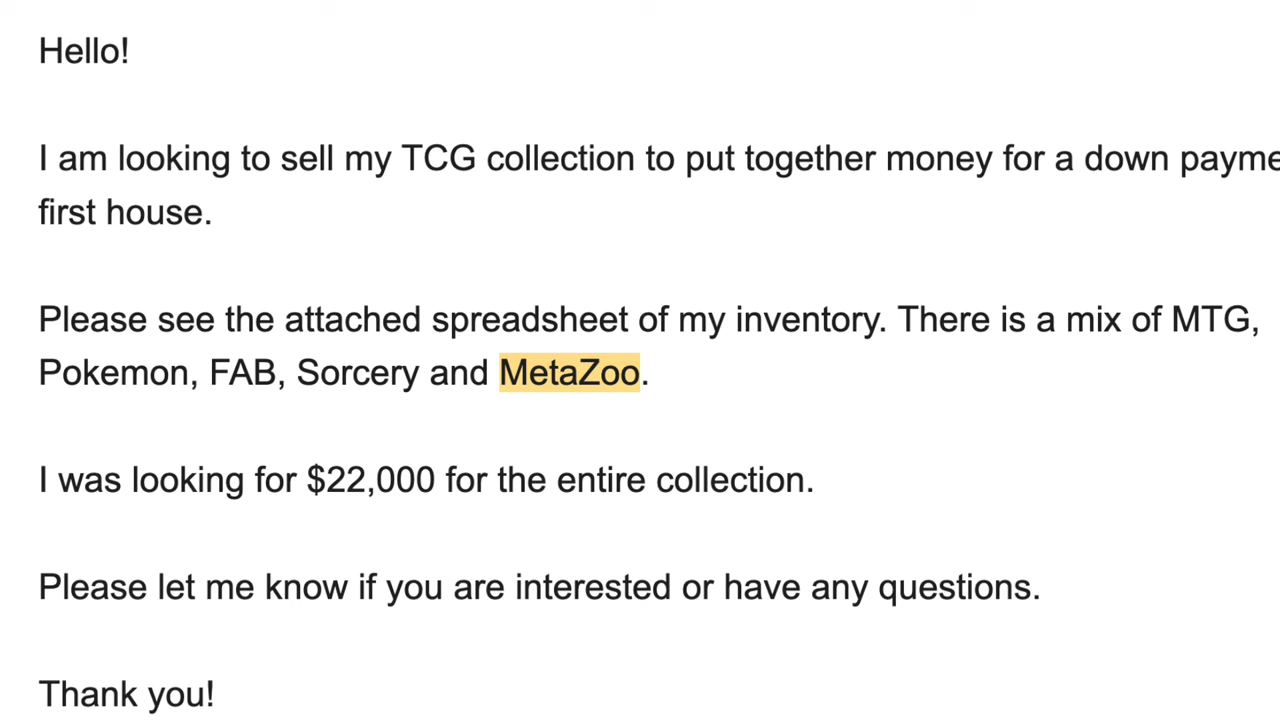 Hello!
I am looking to sell my TCG collection to put together money for a down
first house.
Please see the attached spreadsheet of my inventory. There is a mix of MTG,
Pokemon, FAB, Sorcery and MetaZoo.
I was looking for $22,000 for the entire collection.
Please let me know if you are interested or have any questions.
Thank you!